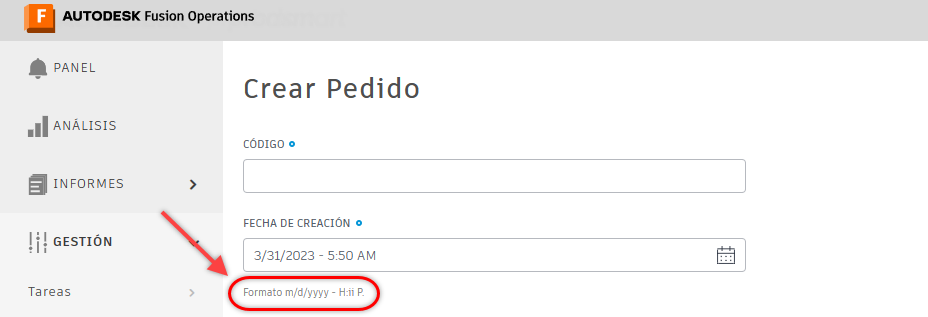 F AUTODESK Fusion Operations
PANEL
ANÁLISIS
INFORMES
GESTIÓN
Tareas
Crear Pedido
CÓDIGO
FECHA DE CREACIÓN
3/31/2023 - 5:50 AM
Formato m/d/yyyy - H:ii P.